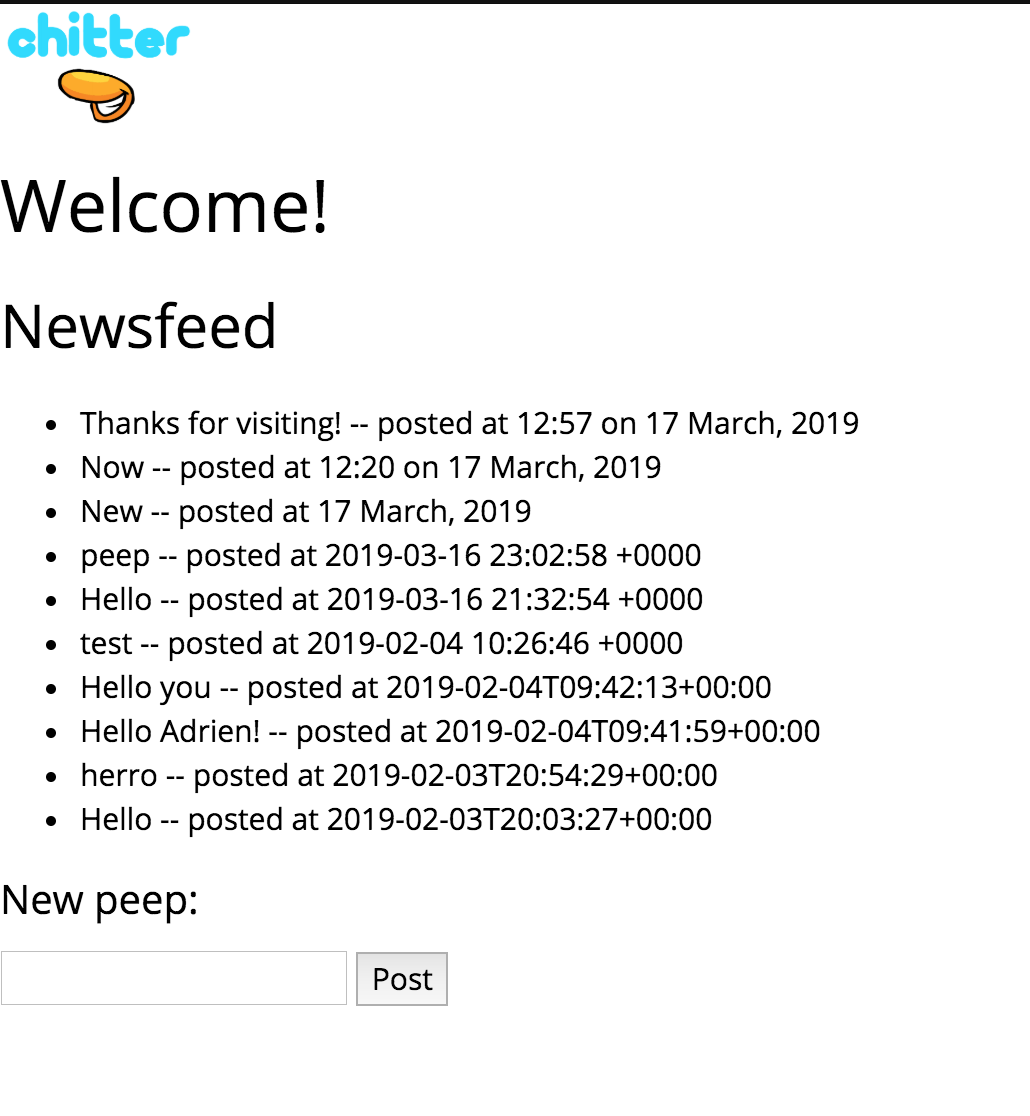 chitter
Welcome!
Newsfeed
Thanks for visiting! -- posted at 12:57 on 17 March, 2019
Now -- posted at 12:20 on 17 March, 2019
New -- posted at 17 March, 2019
peep -- posted at 2019-03-16 23:02:58 +0000
Hello -- posted at 2019-03-16 21:32:54 +0000
test -- posted at 2019-02-04 10:26:46 +0000
Hello you -- posted at 2019-02-04T09:42:13+00:00
Hello Adrien! -- posted at 2019-02-04T09:41:59+00:00
herro -- posted at 2019-02-03T20:54:29+00:00
Hello -- posted at 2019-02-03T20:03:27+00:00
New peep:
Post